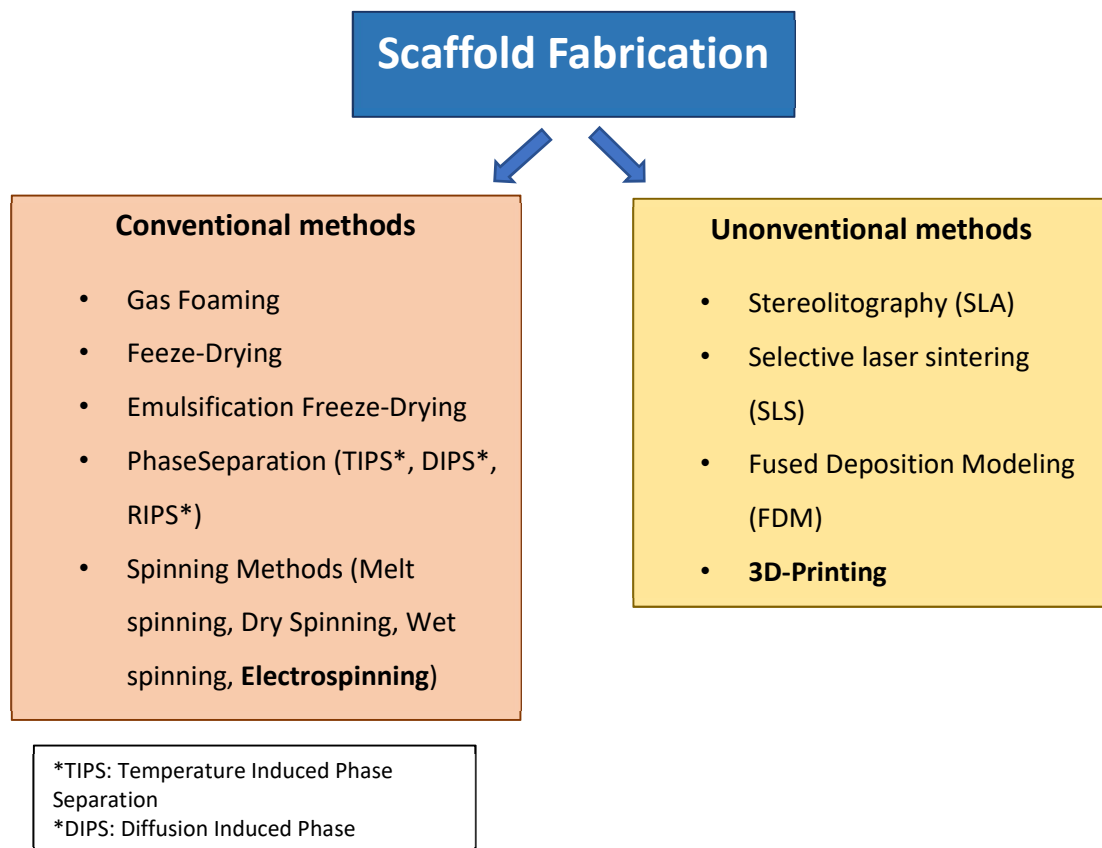 Scaffold Fabrication
Conventional methods
• Gas Foaming
• Feeze-Drying
• Emulsification Freeze-Drying
• PhaseSeparation (TIPS*, DIPS*,
RIPS*)
• Spinning Methods (Melt
spinning, Dry Spinning, Wet
spinning, Electrospinning)
Unonventional methods
• Stereolitography (SLA)
• Selective laser sintering
(SLS)
• Fused Deposition Modeling
(FDM)
• 3D-Printing
*TIPS: Temperature Induced Phase
Separation
*DIPS: Diffusion Induced Phase